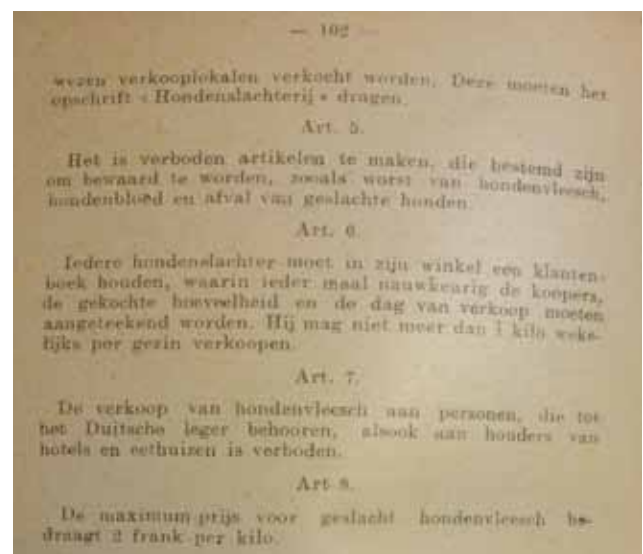 — 102 —
wezen verkooplokalen verkocht worden. Deze moeten het
opschrift « Hondenslachterij » dragen.
Art. 5.
Het is verboden artikelen te maken, die bestemd zijn
om bewaard te worden, zooals worst van hondenvleesch,
hondenbloed en afval van geslachte honden.
Art. 6.
Iedere hondenslachter moet in zijn winkel een klanten-
boek houden, waarin ieder maal nauwkeurig de koopers,
de gekochte hoeveelheid en de dag van verkoop moeten
aangeteekend worden. Hij mag niet meer dan 1 kilo weke-
lijks per gezin verkoopen.
Art. 7.
De verkoop van hondenvleesch aan personen, die tot
het Duitsche leger behooren, alsook aan houders van
hotels en eethuizen is verboden.
Art 8.
De maximum-prijs voor geslacht hondenvleesch be-
draagt 2 frank per kilo.